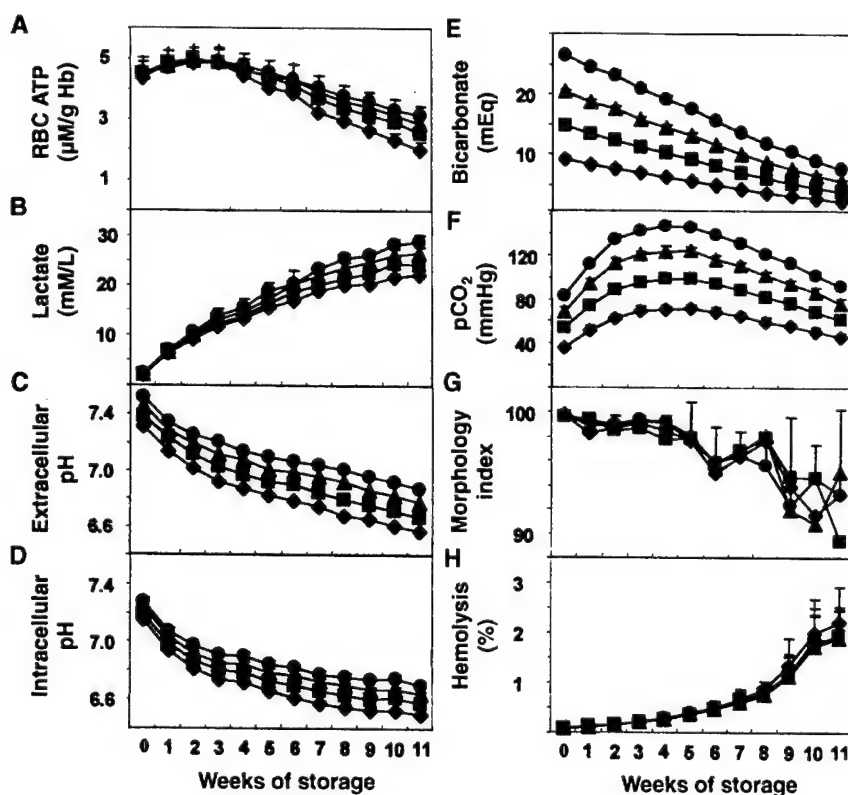 A
RBC ATP
(µM/g Hb)
5
3
1
B
Lactate
(mM/L)
30
20
10
C
Extracellular
pH
7.4
7.0
6.6
D
Intracellular
pH
7.4
7.0
6.6
0 1 2 3 4 5 6 7 8 9 10 11
Weeks of storage
E
Bicarbonate
(mEq)
20
10
F
pCO2
(mmHg)
120
80
40
G
Morphology
index
100
90
H
Hemolysis
(%)
3
2
1
0 1 2 3 4 5 6 7 8 9 10 11
Weeks of storage